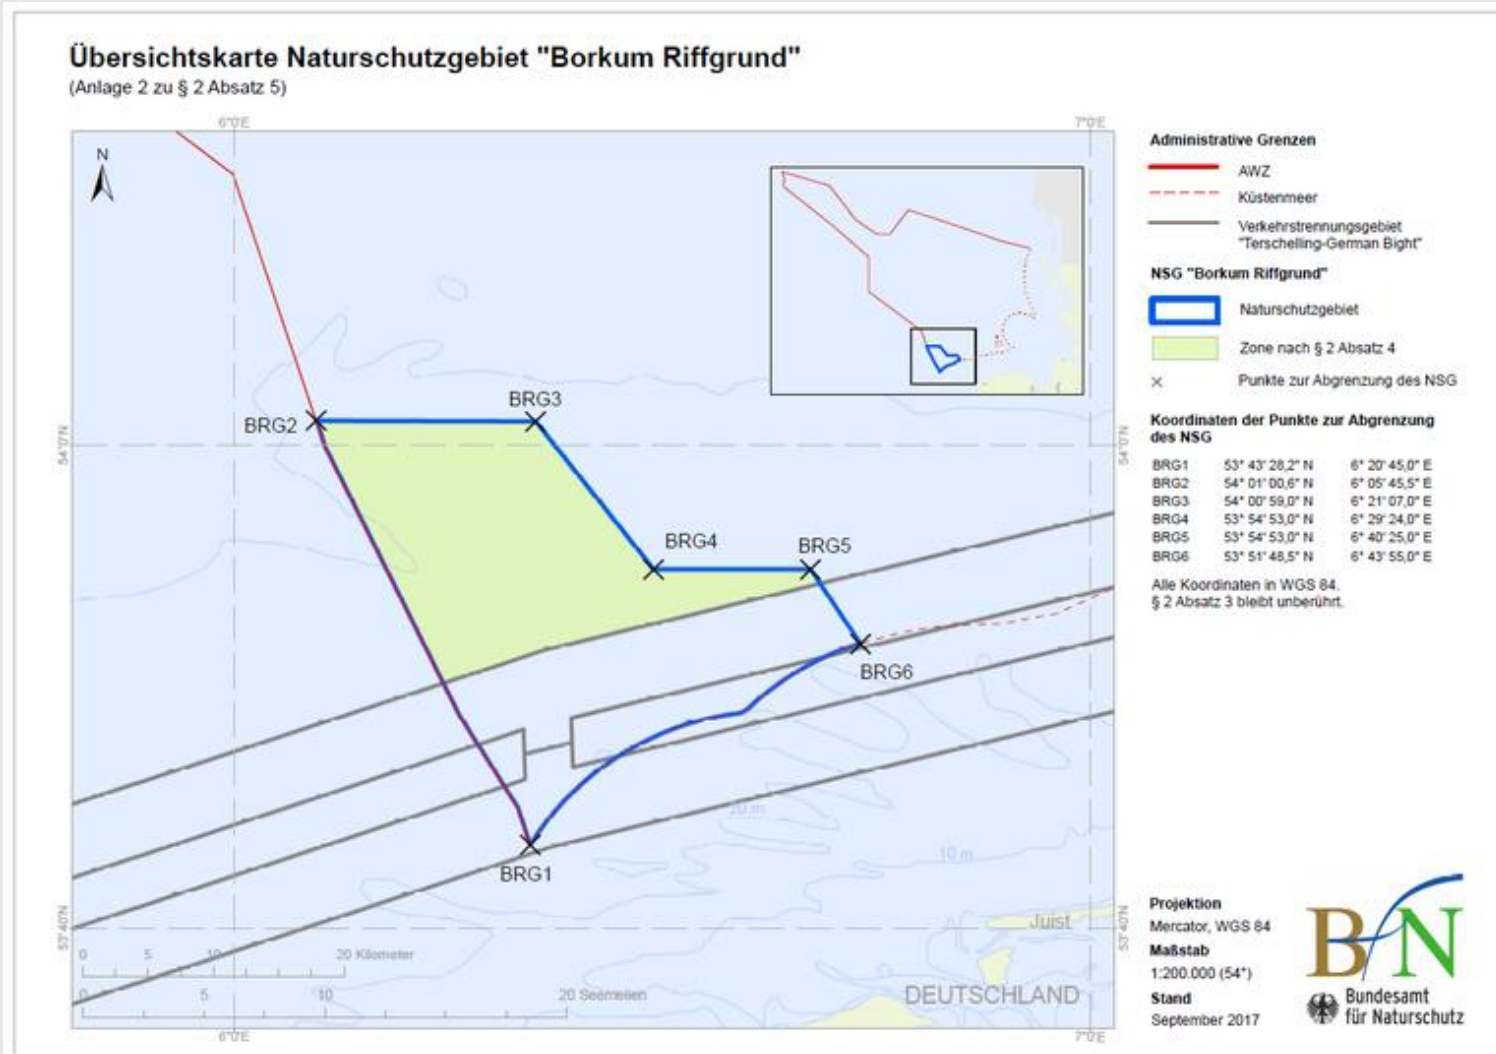 Übersichtskarte Naturschutzgebiet "Borkum Riffgrund"
(Anlage 2 zu § 2 Absatz 5)
6°0'E
7°0'E
N
BRG3
BRG2
54°0'N
54°0'N
BRG4
BRG5
BRG6
20 m
10 m
BRG1
Juist
53°40'N
53°40'N
0 5 10 20 Kilometer
0 5 10 20 Seemeilen
DEUTSCHLAND
6°0'E
7°0'E
Administrative Grenzen
AWZ
Küstenmeer
Verkehrstrennungsgebiet
"Terschelling-German Bight"
NSG "Borkum Riffgrund"
Naturschutzgebiet
Zone nach § 2 Absatz 4
Punkte zur Abgrenzung des NSG
Koordinaten der Punkte zur Abgrenzung
des NSG
BRG1 53° 43' 28,2" N 6° 20' 45,0" E
BRG2 54° 01' 00,6" N 6° 05' 45,5" E
BRG3 54° 00' 59,0" N 6° 21' 07,0" E
BRG4 53° 54' 53,0" N 6° 29' 24,0" E
BRG5 53° 54' 53,0" N 6° 40' 25,0" E
BRG6 53° 51' 48,5" N 6° 43' 55,0" E
Alle Koordinaten in WGS 84.
§ 2 Absatz 3 bleibt unberührt.
Projektion
Mercator, WGS 84
Maßstab
1:200.000 (54°)
Stand
September 2017
BfN
Bundesamt
für Naturschutz